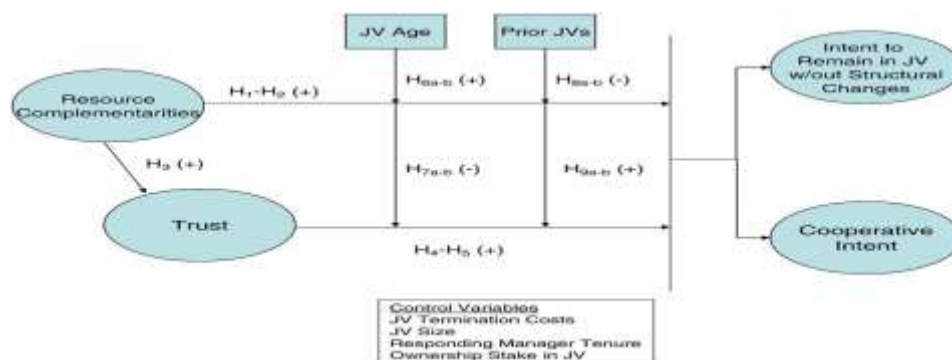 JV Age
Prior JVs
Intent to
Remain in JV
w/out Structural
Changes
H6a-b (+)
H8a-b (-)
Resource
Complementarities
H1-H2 (+)
H3 (+)
H7a-b (-)
H9a-b (+)
Trust
H4-H5 (+)
Cooperative
Intent
Control Variables
JV Termination Costs
JV Size
Responding Manager Tenure
Ownership Stake in JV